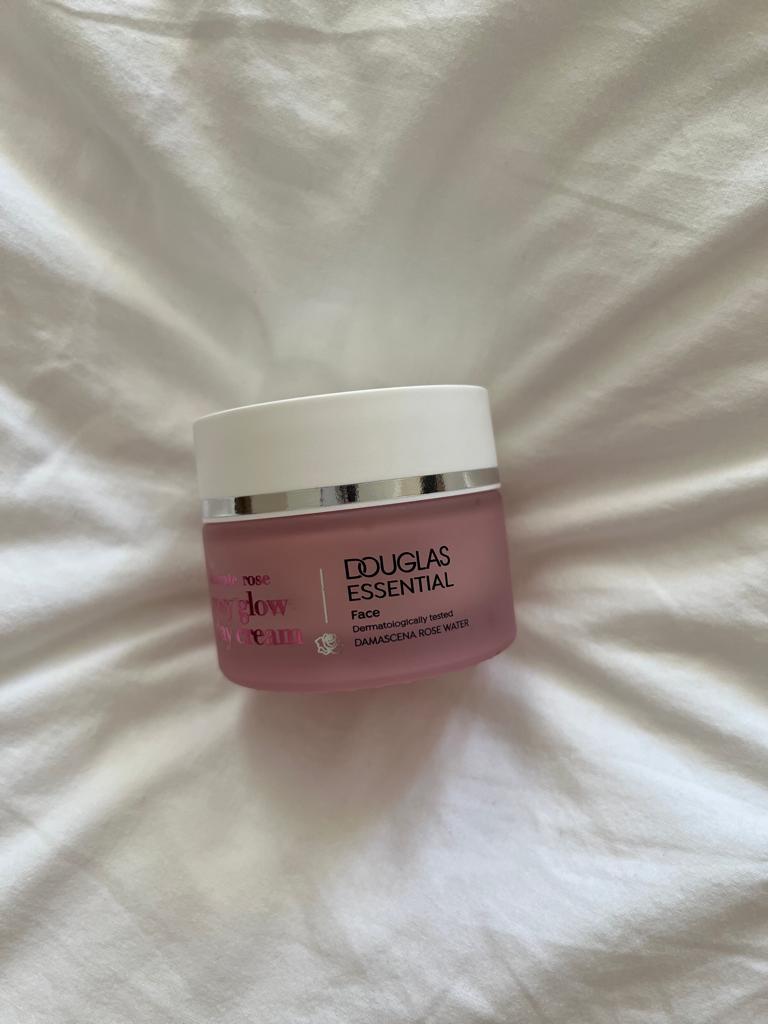 rose
glow
cream
DOUGLAS
ESSENTIAL
Face
Dermatologically tested
DAMASCENA ROSE WATER